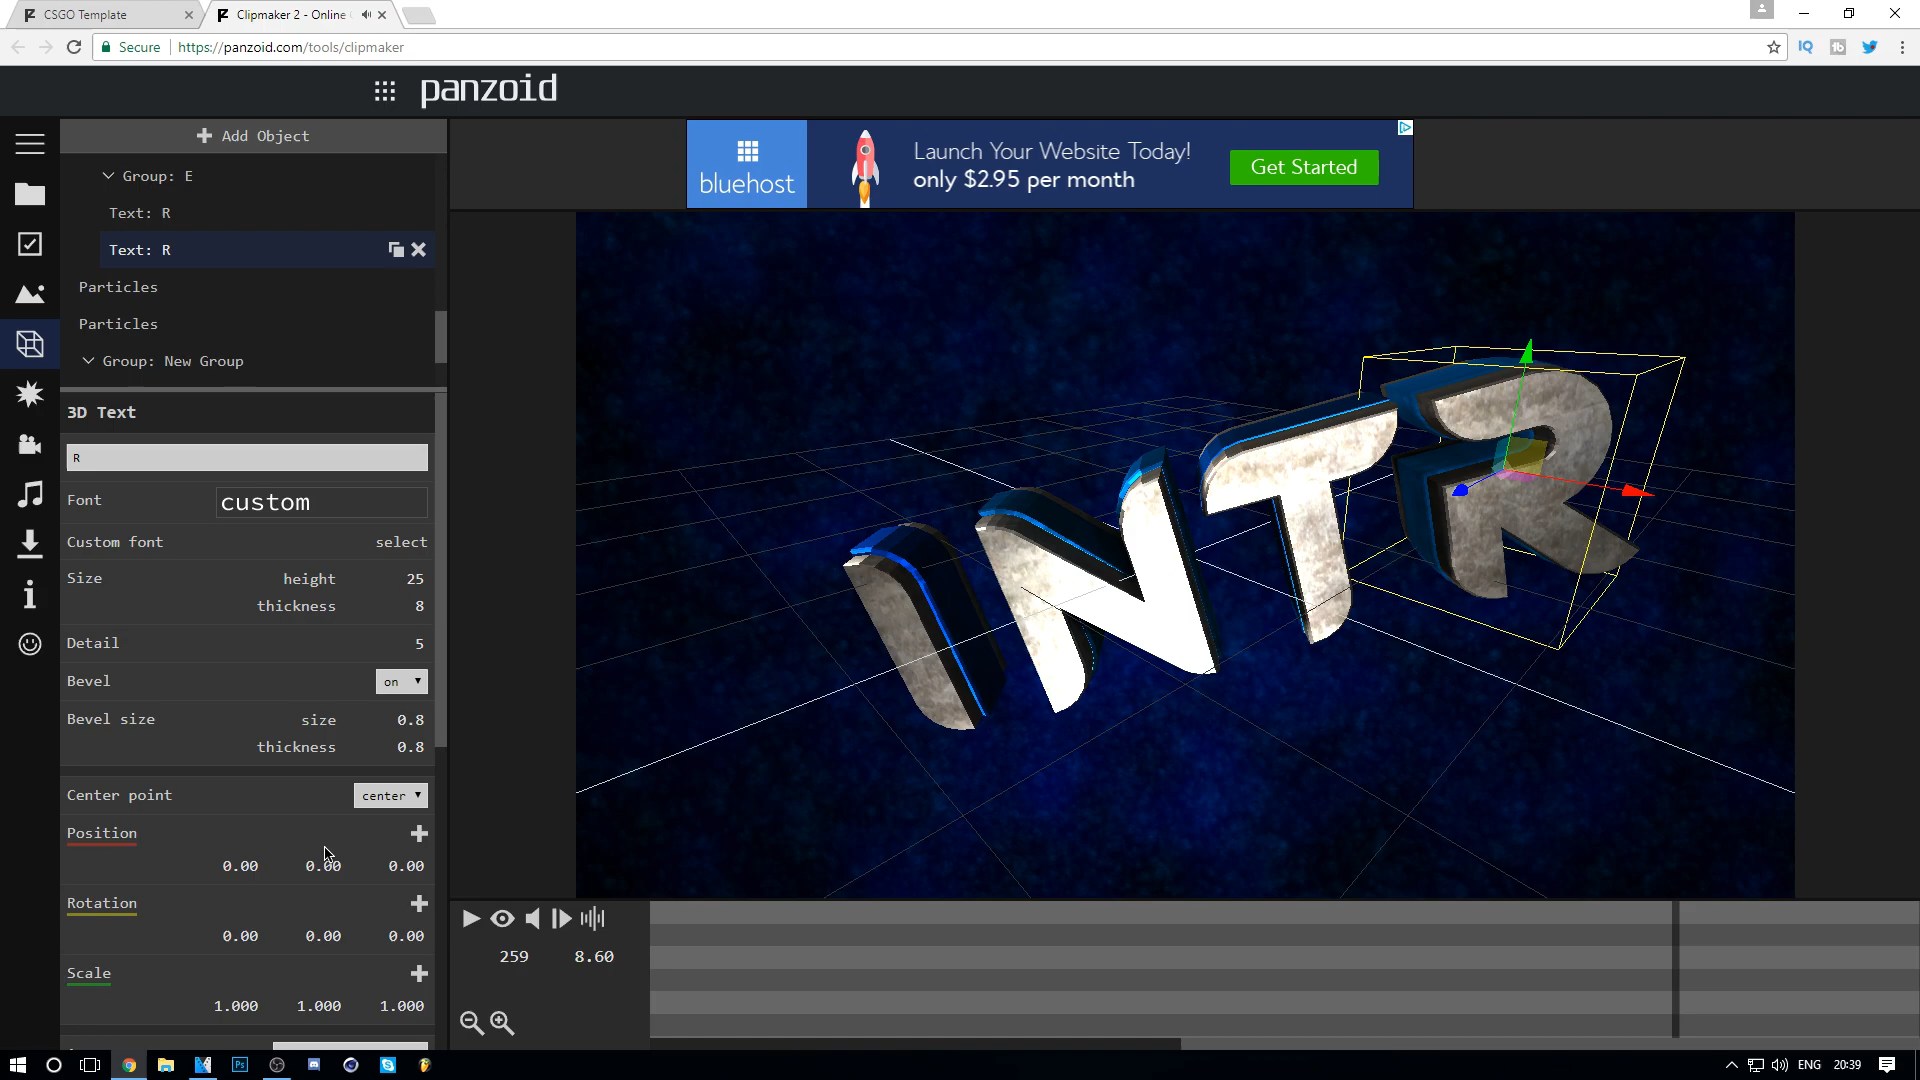 CSGO Template
Clipmaker 2 - Online
Secure
https://panzoid.com/tools/clipmaker
IQ
tb
panzoid
Add Object
Group: E
Text: R
Text: R
Particles
Particles
Group: New Group
3D Text
R
Font
custom
Custom font
select
Size
height
25
thickness
8
Detail
5
Bevel
on
Bevel size
size
0.8
thickness
0.8
Center point
center
Position
0.00 0.00 0.00
Rotation
0.00 0.00 0.00
Scale
1.000 1.000 1.000
bluehost
Launch Your Website Today!
only $2.95 per month
Get Started
INTR
259
8.60
Ps
ENG
20:39